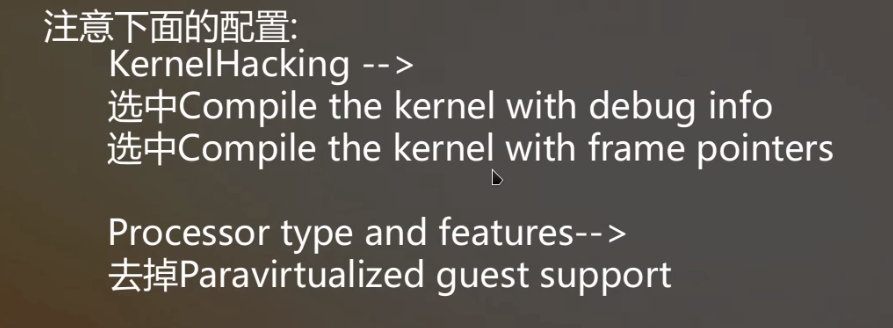 注意下面的配置:
KernelHacking -->
选中Compile the kernel with debug info
选中Compile the kernel with frame pointers
Processor type and features-->
去掉Paravirtualized guest support